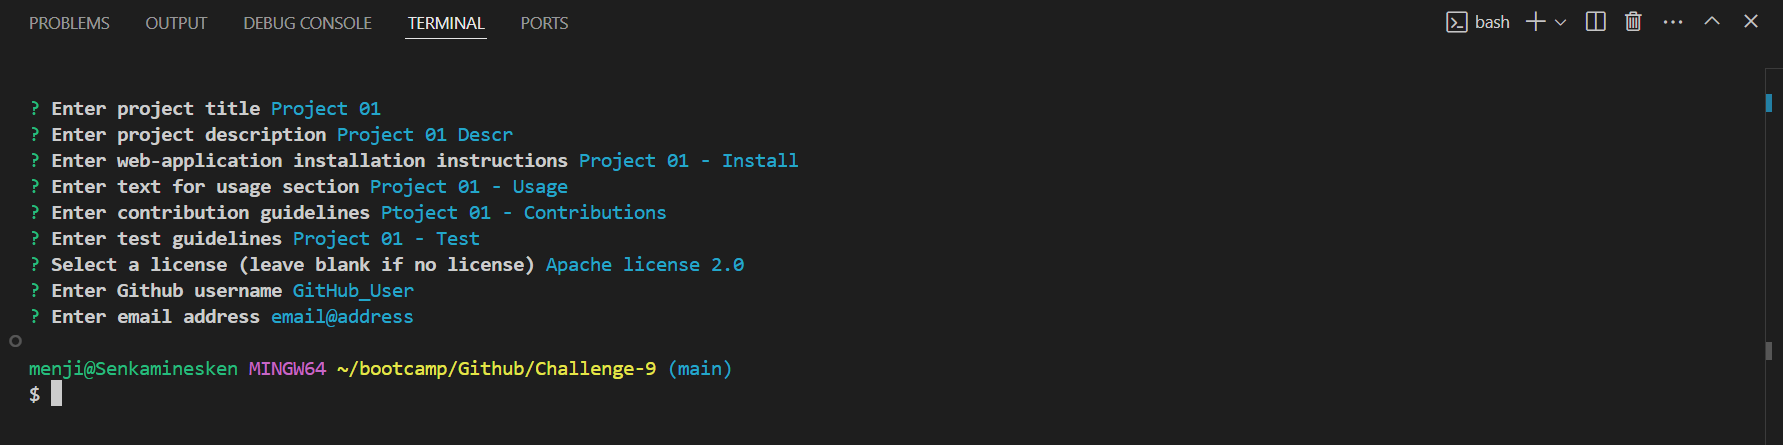 PROBLEMS OUTPUT DEBUG CONSOLE TERMINAL PORTS bash
? Enter project title Project 01
? Enter project description Project 01 Descr
? Enter web-application installation instructions Project 01 - Install
? Enter text for usage section Project 01 - Usage
? Enter contribution guidelines Ptoject 01 - Contributions
? Enter test guidelines Project 01 - Test
? Select a license (leave blank if no license) Apache license 2.0
? Enter Github username GitHub_User
? Enter email address email@address
menji@Senkaminesken MINGW64 ~/bootcamp/Github/Challenge-9 (main)
$